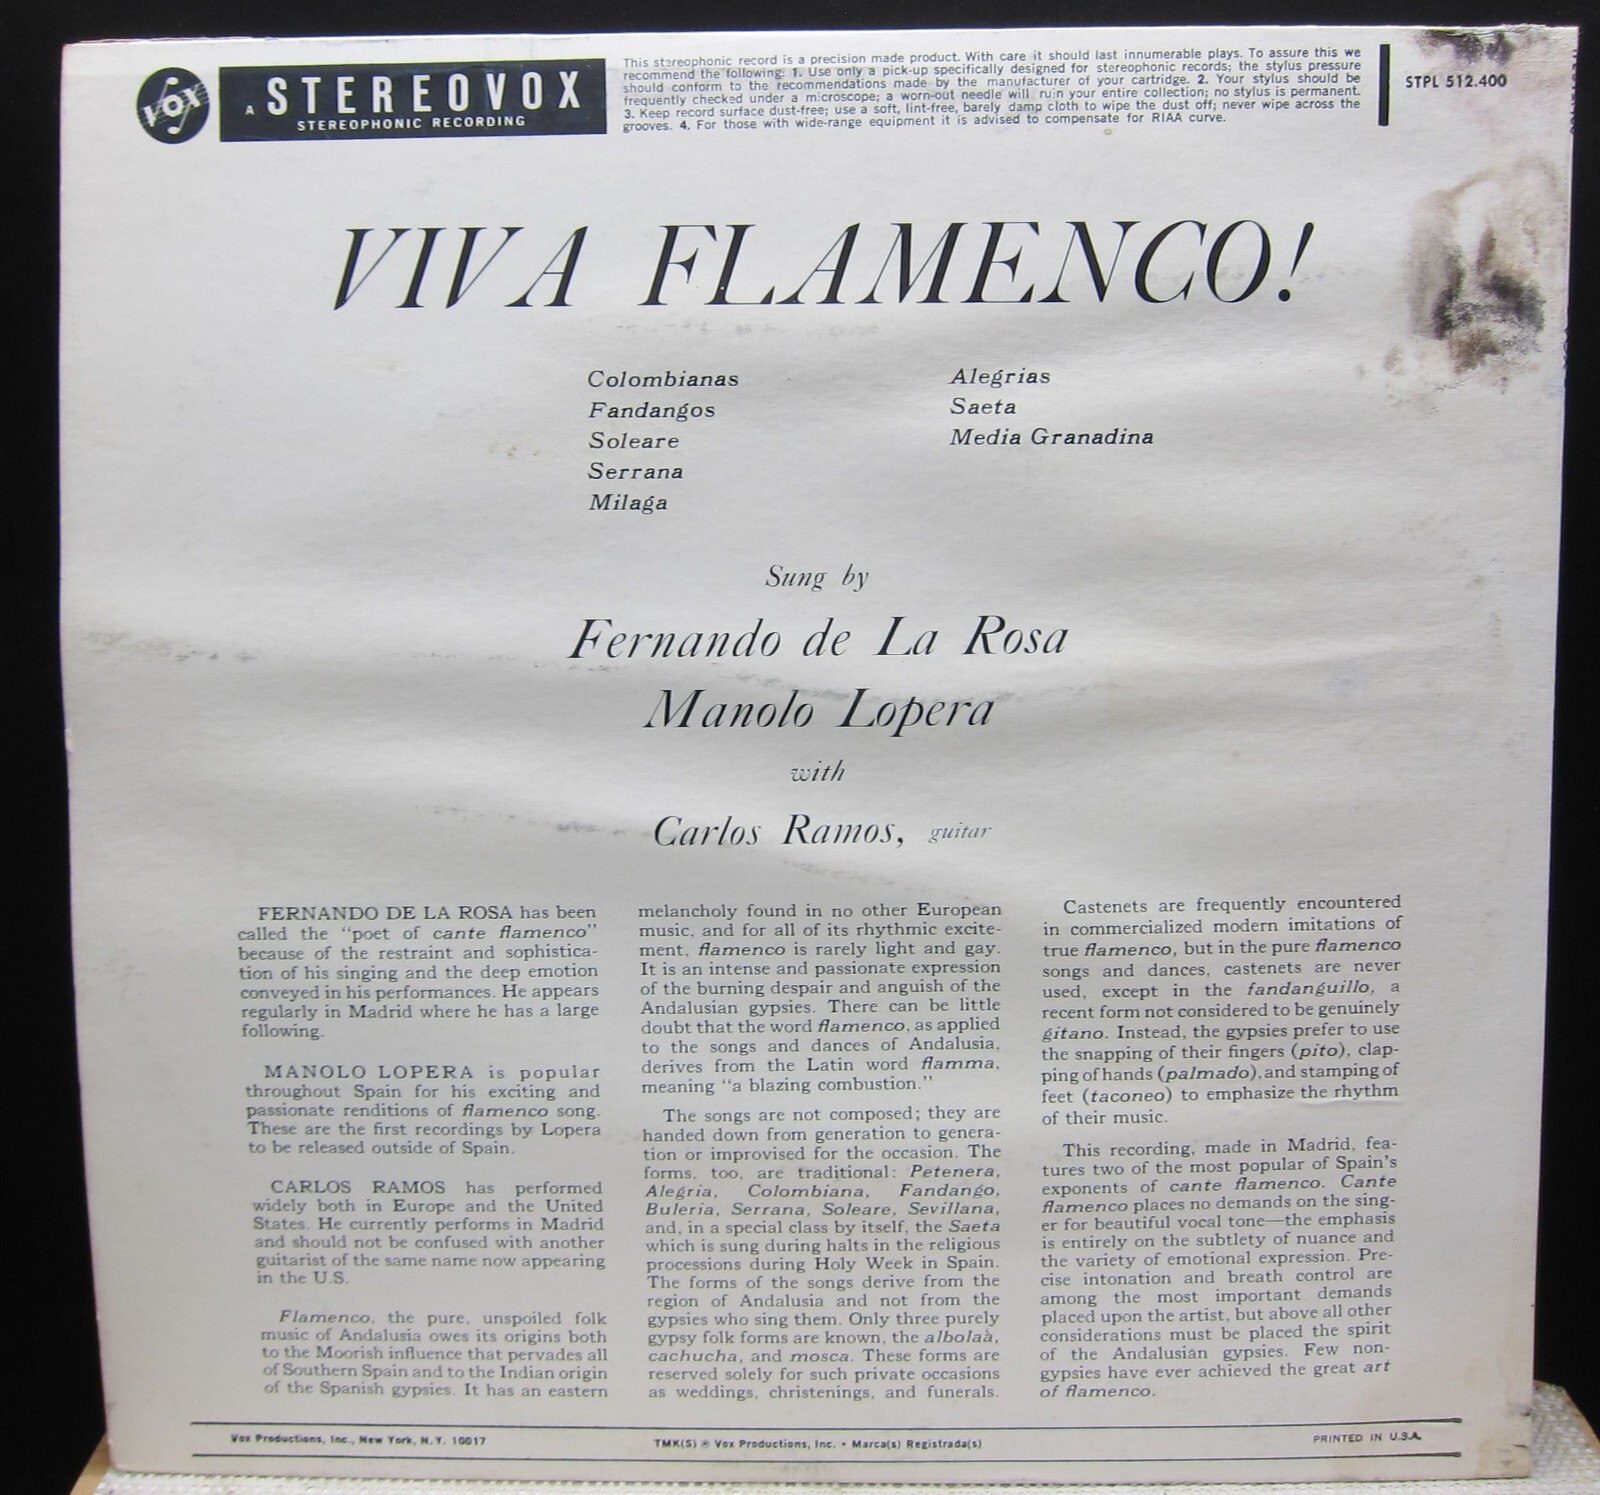 VOX
A STEREOVOX
STEREOPHONIC RECORDING
This stereophonic record is a precision made product. With care it should last innumerable plays. To assure this we
recommend the following: 1. Use only a pick-up specifically designed for stereophonic records; the stylus pressure
should conform to the recommendations made by the manufacturer of your cartridge. 2. Your stylus should be
frequently checked under a microscope; a worn-out needle will ruin your entire collection; no stylus is permanent.
3. Keep record surface dust-free; use a soft, lint-free, barely damp cloth to wipe the dust off; never wipe across the
grooves. 4. For those with wide-range equipment it is advised to compensate for RIAA curve.
STPL 512.400
VIVA FLAMENCO!
Colombianas
Fandangos
Soleare
Serrana
Milaga
Alegrias
Saeta
Media Granadina
Sung by
Fernando de La Rosa
Manolo Lopera
with
Carlos Ramos, guitar
FERNANDO DE LA ROSA has been
called the "poet of cante flamenco"
because of the restraint and sophistica-
tion of his singing and the deep emotion
conveyed in his performances. He appears
regularly in Madrid where he has a large
following.
MANOLO LOPERA is popular
throughout Spain for his exciting and
passionate renditions of flamenco song.
These are the first recordings by Lopera
to be released outside of Spain.
CARLOS RAMOS has performed
widely both in Europe and the United
States. He currently performs in Madrid
and should not be confused with another
guitarist of the same name now appearing
in the U.S.
Flamenco, the pure, unspoiled folk
music of Andalusia owes its origins both
to the Moorish influence that pervades all
of Southern Spain and to the Indian origin
of the Spanish gypsies. It has an eastern
melancholy found in no other European
music, and for all of its rhythmic excite-
ment, flamenco is rarely light and gay.
It is an intense and passionate expression
of the burning despair and anguish of the
Andalusian gypsies. There can be little
doubt that the word flamenco, as applied
to the songs and dances of Andalusia,
derives from the Latin word flamma,
meaning "a blazing combustion."
The songs are not composed; they are
handed down from generation to genera-
tion or improvised for the occasion. The
forms, too, are traditional: Petenera,
Alegria, Colombiana, Fandango,
Buleria, Serrana, Soleare, Sevillana,
and, in a special class by itself, the Saeta
which is sung during halts in the religious
processions during Holy Week in Spain.
The forms of the songs derive from the
region of Andalusia and not from the
gypsies who sing them. Only three purely
gypsy folk forms are known, the albolaà,
cachucha, and mosca. These forms are
reserved solely for such private occasions
as weddings, christenings, and funerals.
Castenets are frequently encountered
in commercialized modern imitations of
true flamenco, but in the pure flamenco
songs and dances, castenets are never
used, except in the fandanguillo, a
recent form not considered to be genuinely
gitano. Instead, the gypsies prefer to use
the snapping of their fingers (pito), clap-
ping of hands (palmado), and stamping of
feet (taconeo) to emphasize the rhythm
of their music.
This recording, made in Madrid, fea-
tures two of the most popular of Spain's
exponents of cante flamenco. Cante
flamenco places no demands on the sing-
er for beautiful vocal tone—the emphasis
is entirely on the subtlety of nuance and
the variety of emotional expression. Pre-
cise intonation and breath control are
among the most important demands
placed upon the artist, but above all other
considerations must be placed the spirit
of the Andalusian gypsies. Few non-
gypsies have ever achieved the great art
of flamenco.
Vox Productions, Inc., New York, N.Y. 10017
TMK(S) ® Vox Productions, Inc. • Marca(s) Registrada(s)
PRINTED IN U.S.A.